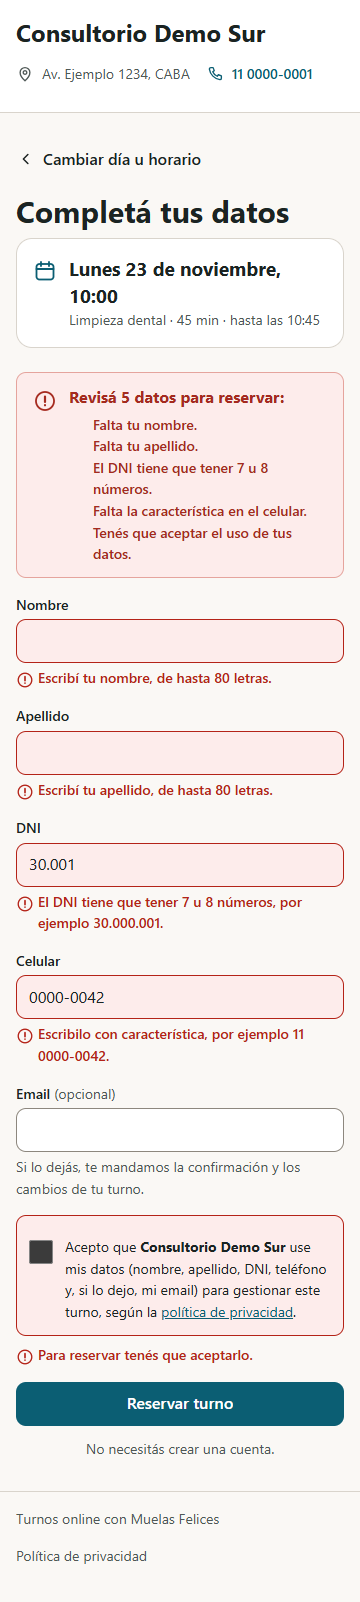 Consultorio Demo Sur
Av. Ejemplo 1234, CABA 11 0000-0001
Cambiar día u horario
Completá tus datos
Lunes 23 de noviembre,
10:00
Limpieza dental · 45 min · hasta las 10:45
Revisá 5 datos para reservar:
Falta tu nombre.
Falta tu apellido.
El DNI tiene que tener 7 u 8
números.
Falta la característica en el celular.
Tenés que aceptar el uso de tus
datos.
Nombre
Escribí tu nombre, de hasta 80 letras.
Apellido
Escribí tu apellido, de hasta 80 letras.
DNI
30.001
El DNI tiene que tener 7 u 8 números, por
ejemplo 30.000.001.
Celular
0000-0042
Escribilo con característica, por ejemplo 11
0000-0042.
Email (opcional)
Si lo dejás, te mandamos la confirmación y los
cambios de tu turno.
Acepto que Consultorio Demo Sur use
mis datos (nombre, apellido, DNI, teléfono
y, si lo dejo, mi email) para gestionar este
turno, según la política de privacidad.
Para reservar tenés que aceptarlo.
Reservar turno
No necesitás crear una cuenta.
Turnos online con Muelas Felices
Política de privacidad